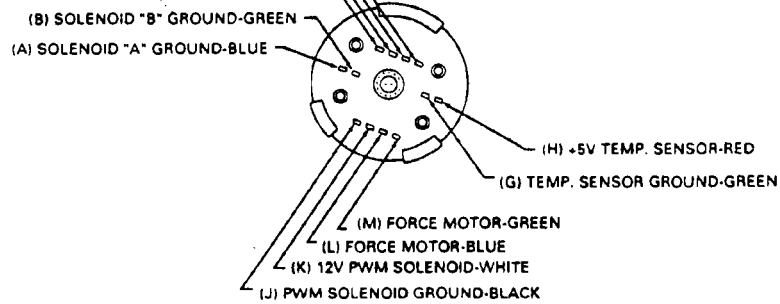 (B) SOLENOID "B" GROUND-GREEN
(A) SOLENOID "A" GROUND-BLUE
(H) +5V TEMP. SENSOR-RED
(G) TEMP. SENSOR GROUND-GREEN
(M) FORCE MOTOR-GREEN
(L) FORCE MOTOR-BLUE
(K) 12V PWM SOLENOID-WHITE
(J) PWM SOLENOID GROUND-BLACK